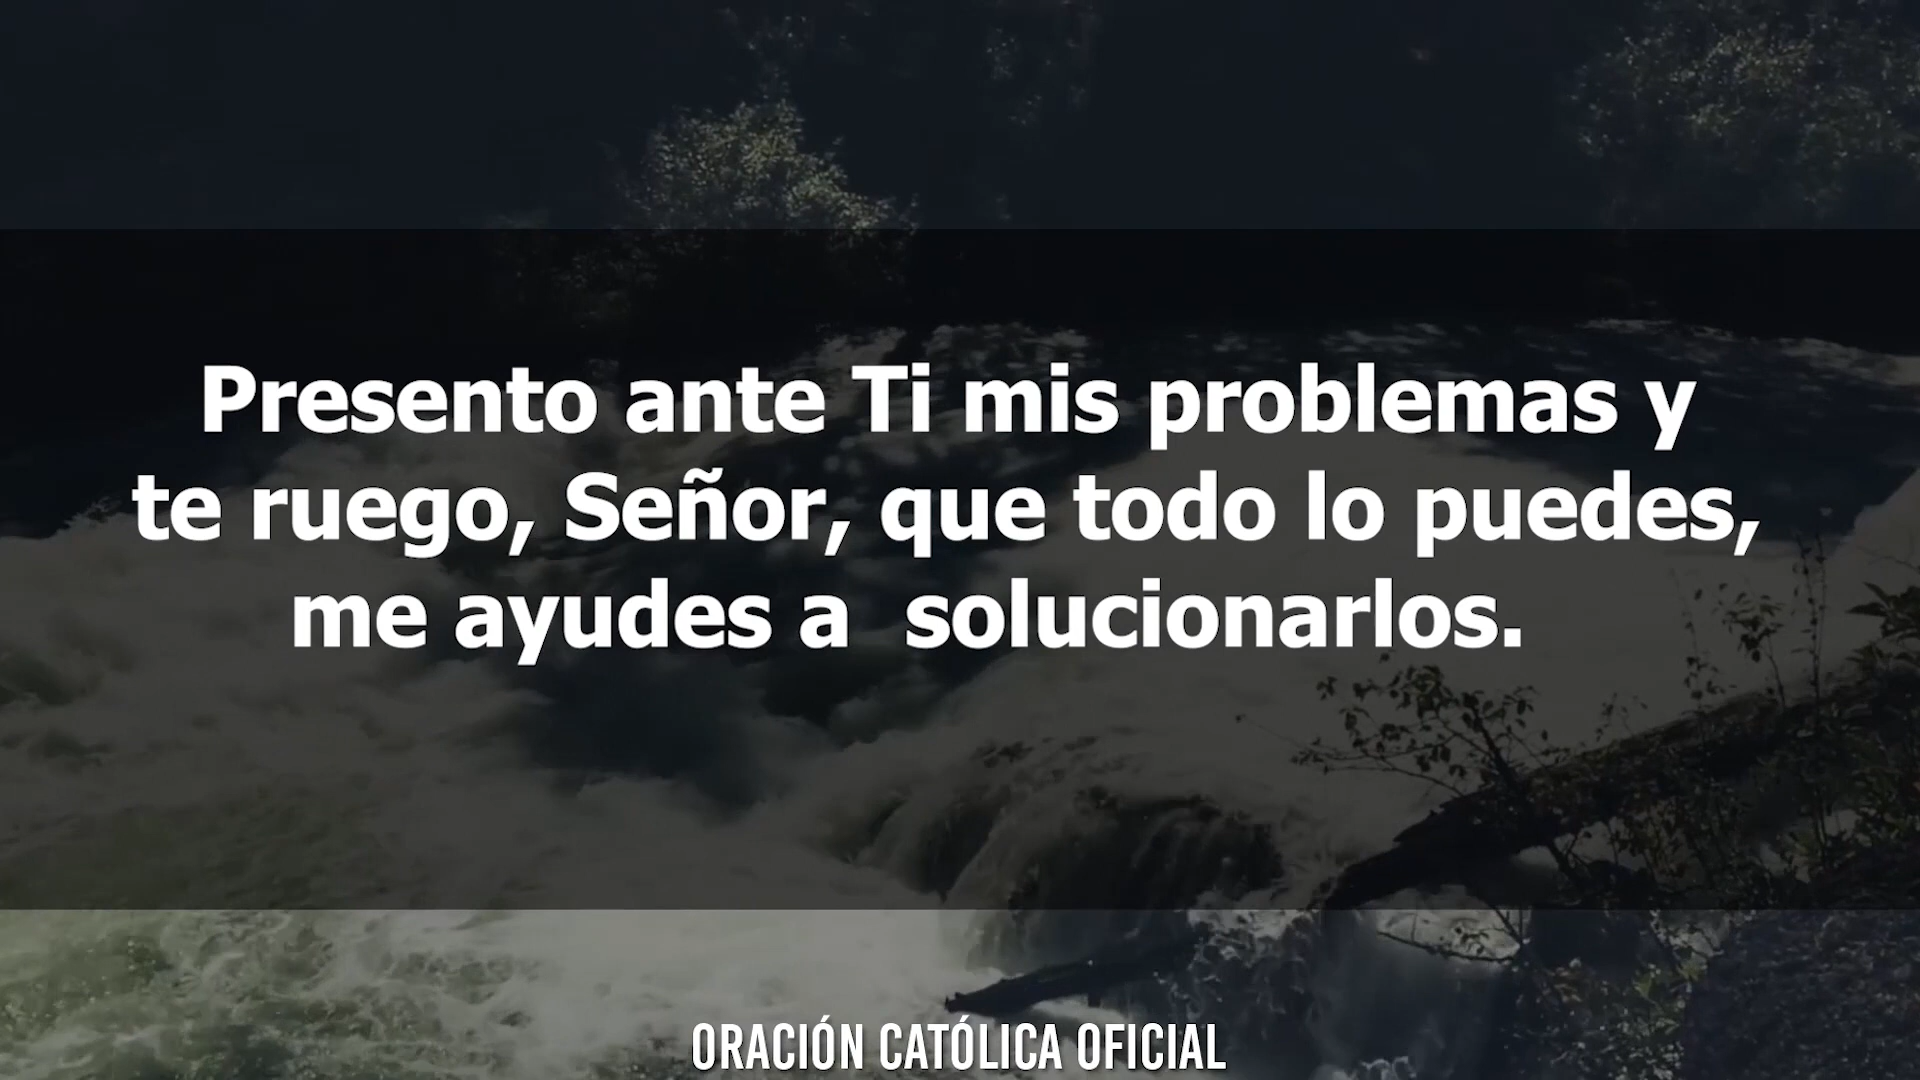 Presento ante Ti mis problemas y
te ruego, Señor, que todo lo puedes,
me ayudes a  solucionarlos.
ORACIÓN CATÓLICA OFICIAL